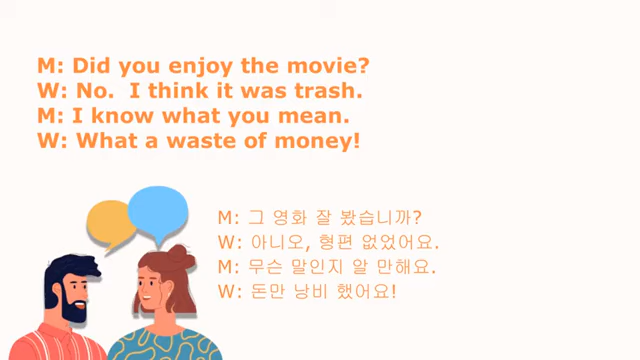 M: Did you enjoy the movie?
W: No.  I think it was trash.
M: I know what you mean.
W: What a waste of money!
M: 그 영화 잘 봤습니까?
W: 아니오, 형편 없었어요.
M: 무슨 말인지 알 만해요.
W: 돈만 낭비 했어요!